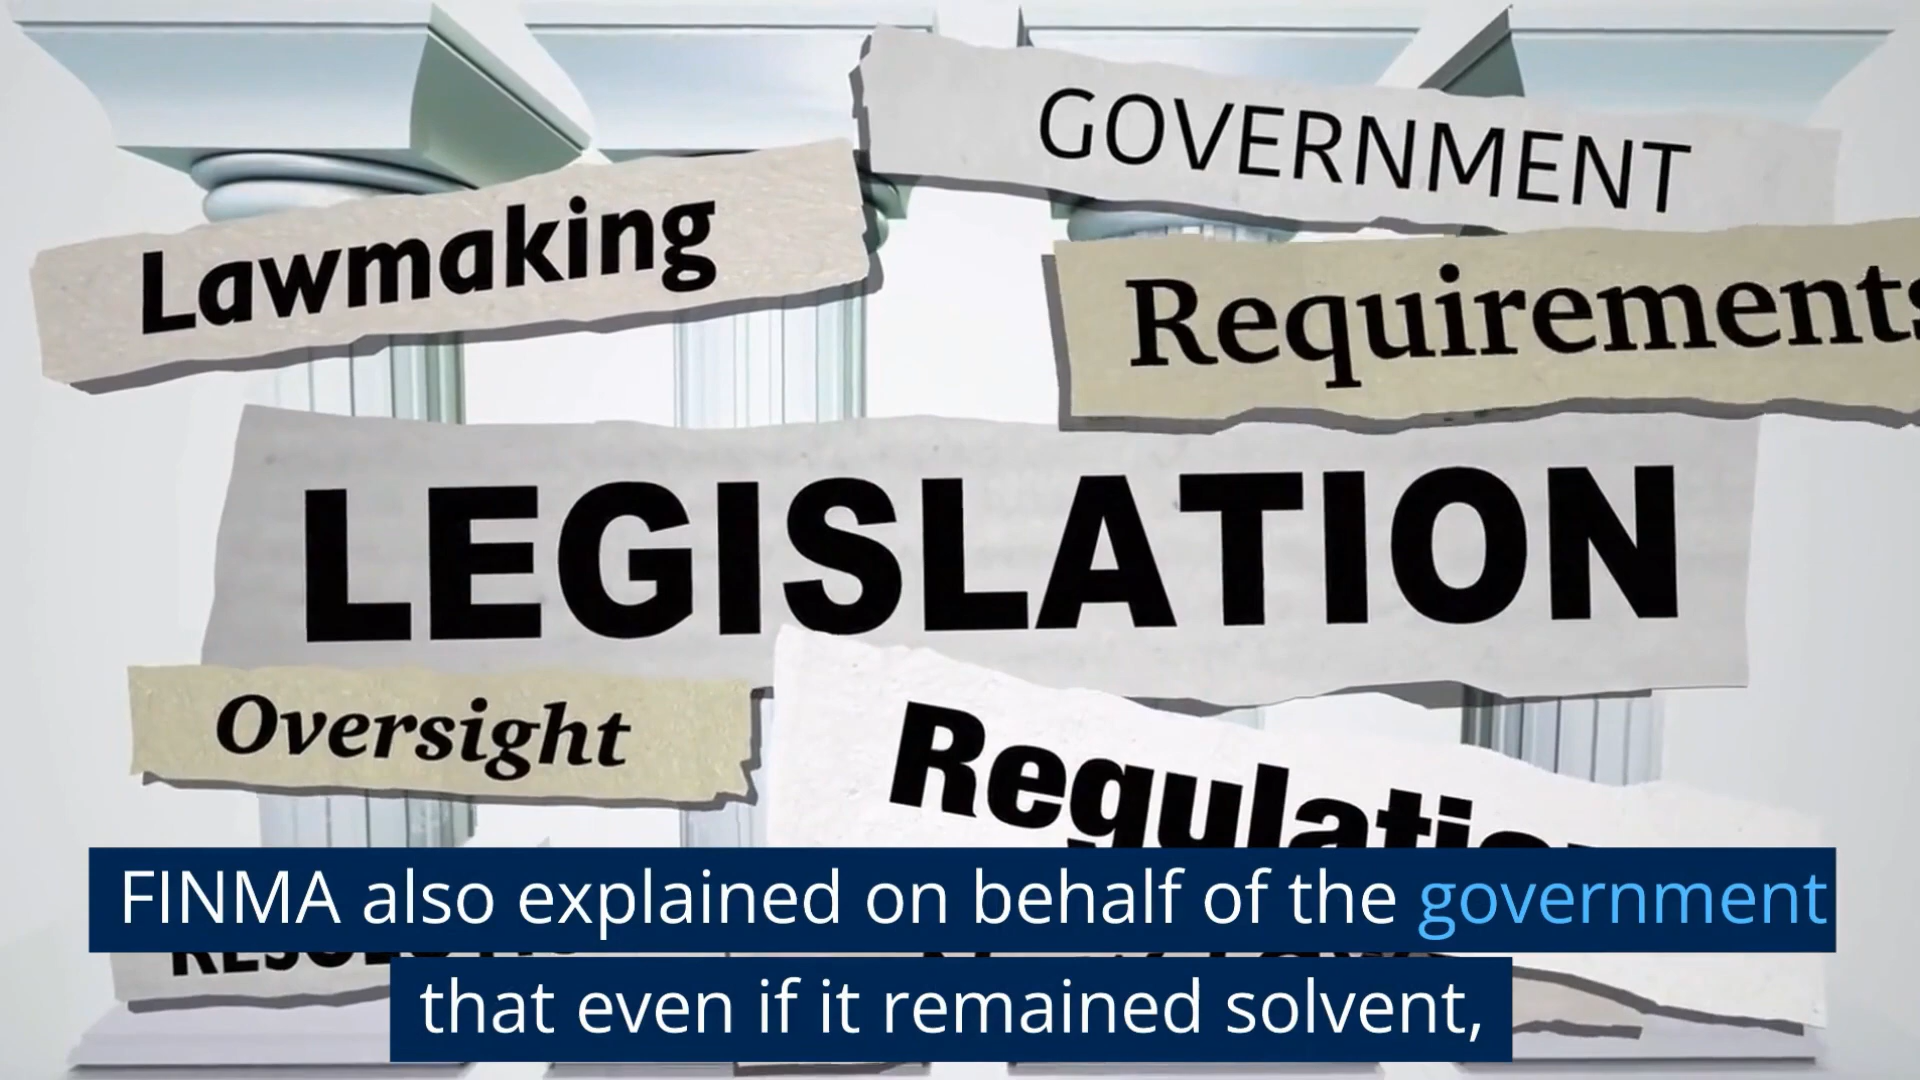 GOVERNMENT
Lawmaking
Requirements
LEGISLATION
Oversight
FINMA also explained on behalf of the government
that even if it remained solvent,